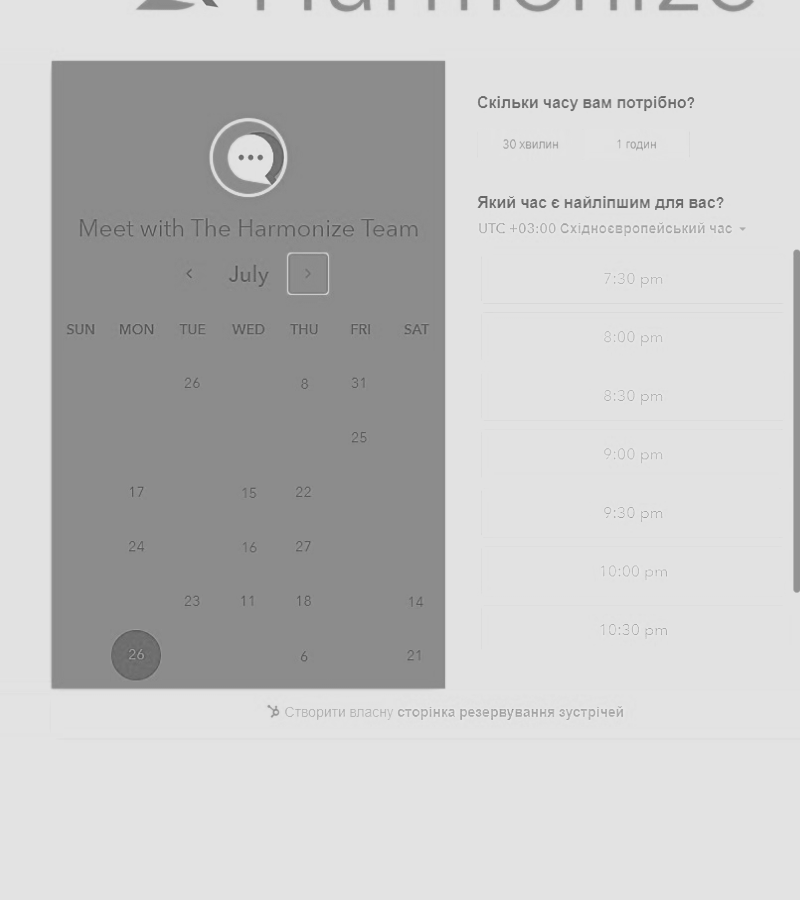 Harmonize
Скільки часу вам потрібно?
30 хвилин 1 годин
Який час є найліпшим для вас?
UTC +03:00 Східноєвропейський час
Meet with The Harmonize Team
July
SUN MON TUE WED THU FRI SAT
26 8 31
25
17 15 22
24 16 27
23 11 18 14
26 6 21
7:30 pm
8:00 pm
8:30 pm
9:00 pm
9:30 pm
10:00 pm
10:30 pm
Створити власну сторінка резервування зустрічей